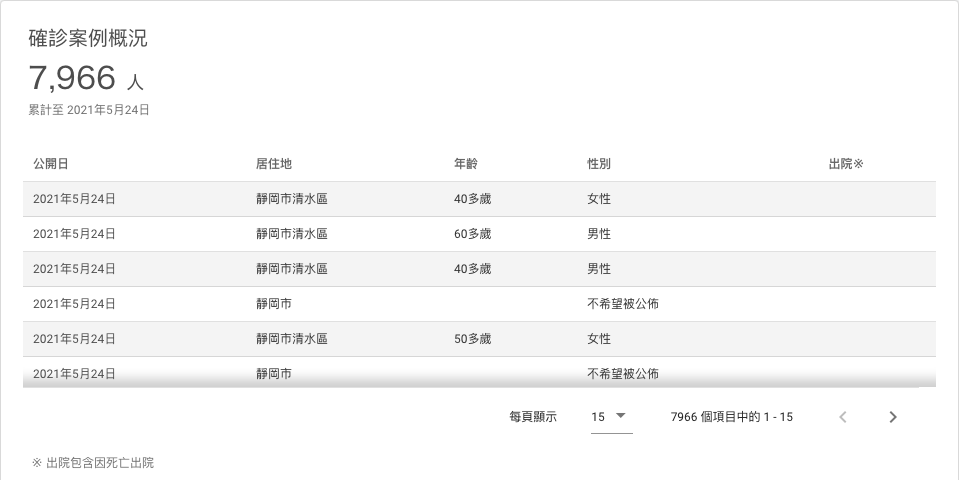 確診案例概況
7,966 人
累計至 2021年5月24日
公開日 居住地 年齡 性別 出院※
2021年5月24日 靜岡市清水區 40多歲 女性
2021年5月24日 靜岡市清水區 60多歲 男性
2021年5月24日 靜岡市清水區 40多歲 男性
2021年5月24日 靜岡市 不希望被公佈
2021年5月24日 靜岡市清水區 50多歲 女性
2021年5月24日 靜岡市 不希望被公佈
每頁顯示 15 7966 個項目中的 1 - 15
※ 出院包含因死亡出院